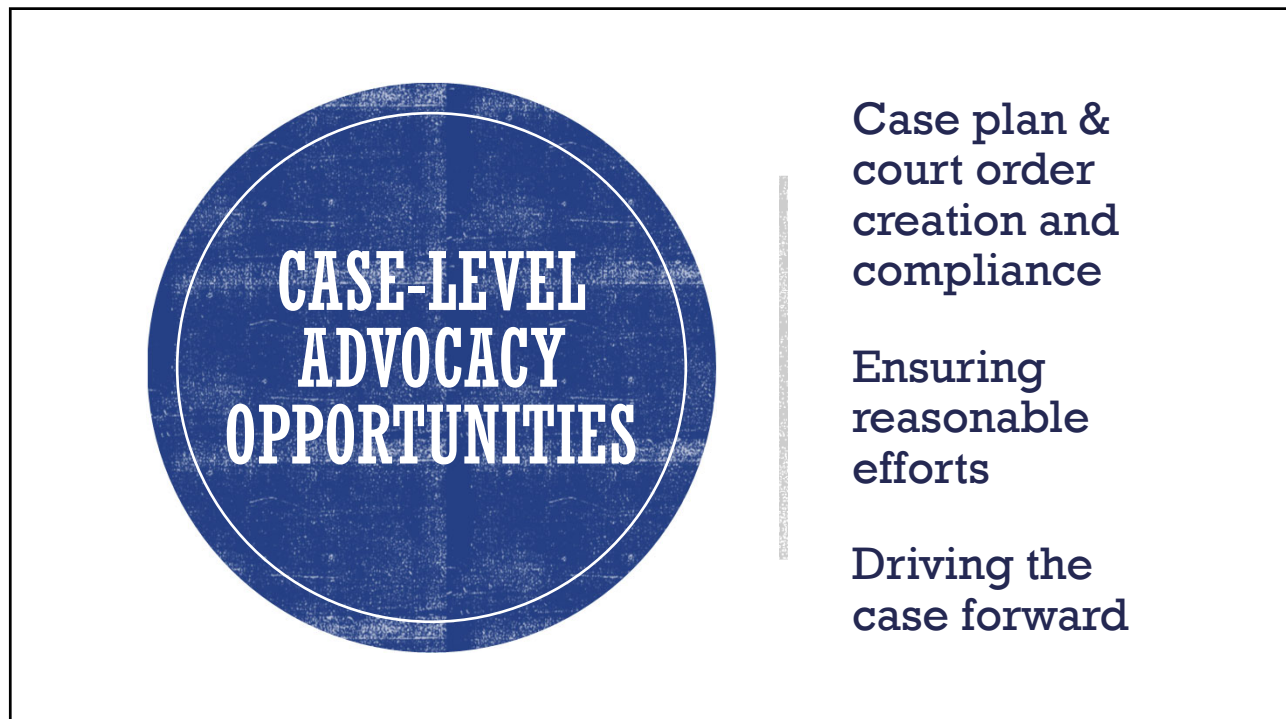 CASE-LEVEL
ADVOCACY
OPPORTUNITIES
Case plan &
court order
creation and
compliance
Ensuring
reasonable
efforts
Driving the
case forward